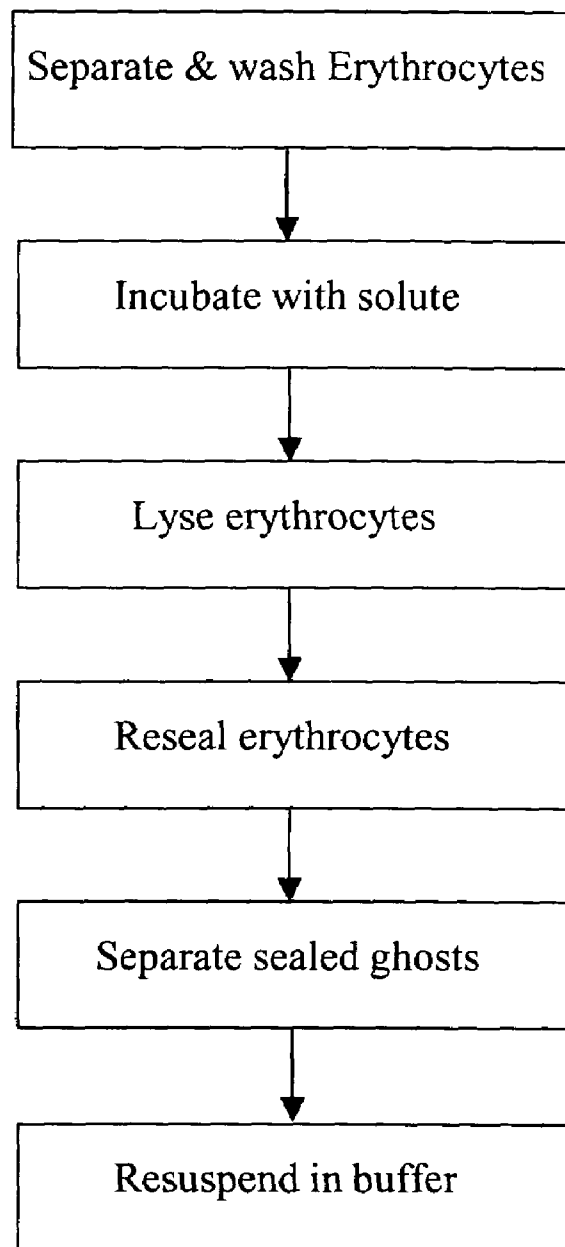 Separate & wash Erythrocytes
Incubate with solute
Lyse erythrocytes
Reseal erythrocytes
Separate sealed ghosts
Resuspend in buffer